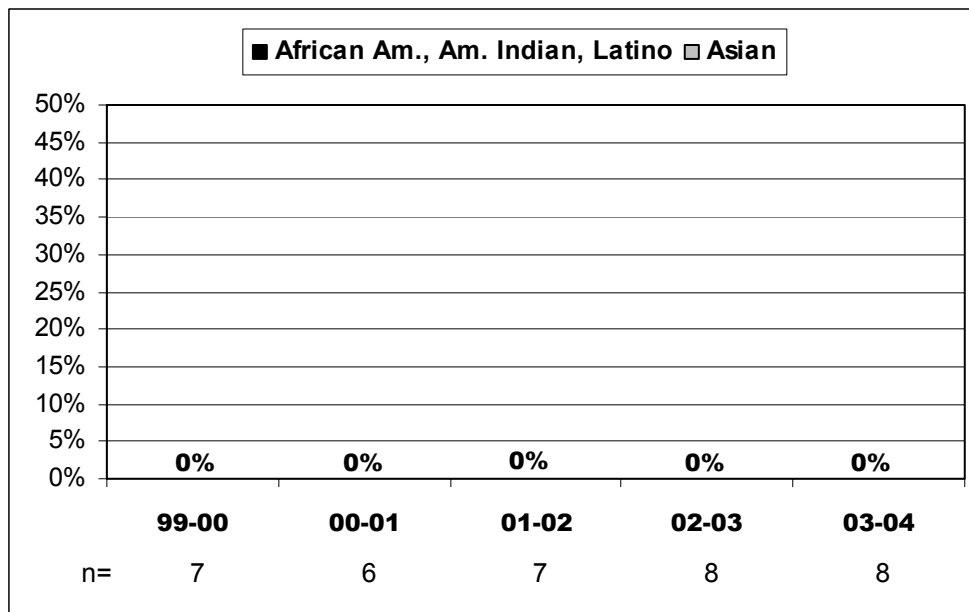 African Am., Am. Indian, Latino Asian
50%
45%
40%
35%
30%
25%
20%
15%
10%
5%
0%
0% 0% 0% 0% 0%
99-00 00-01 01-02 02-03 03-04
n= 7 6 7 8 8